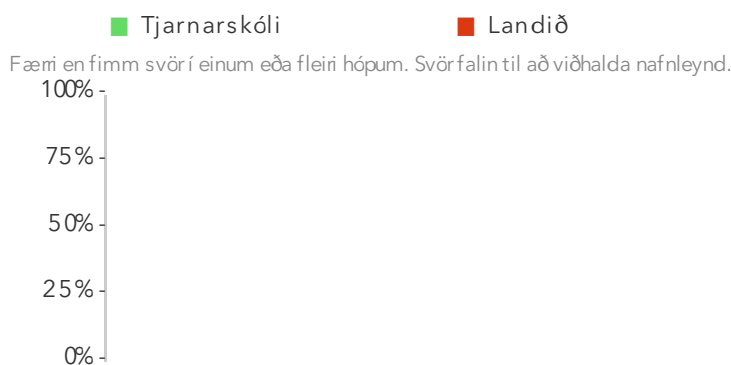 Tjarnarskóli Landið
Færri en fimm svör í einum eða fleiri hópum. Svör falin til að viðhalda nafnleynd.
100%
75%
50%
25%
0%